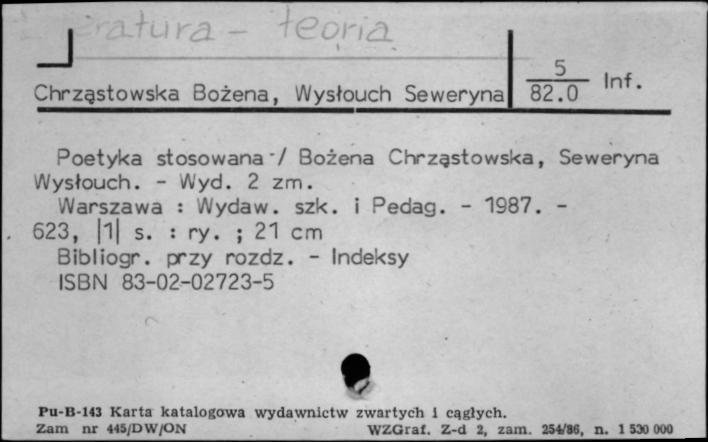 teoria
Chrząstowska Bożena, Wysłouch Seweryna
5
82.0
Inf.
Poetyka stosowana / Bożena Chrząstowska, Seweryna
Wysłouch. - Wyd. 2 zm.
Warszawa : Wydaw. szk. i Pedag. - 1987. -
623, |1| s. : ry. ; 21 cm
Bibliogr. przy rozdz. - Indeksy
ISBN 83-02-02723-5
Pu-B-143 Karta katalogowa wydawnictw zwartych i cągłych.
Zam nr 445/DW/ON WZGraf. Z-d 2, zam. 254/86, n. 1 530 000